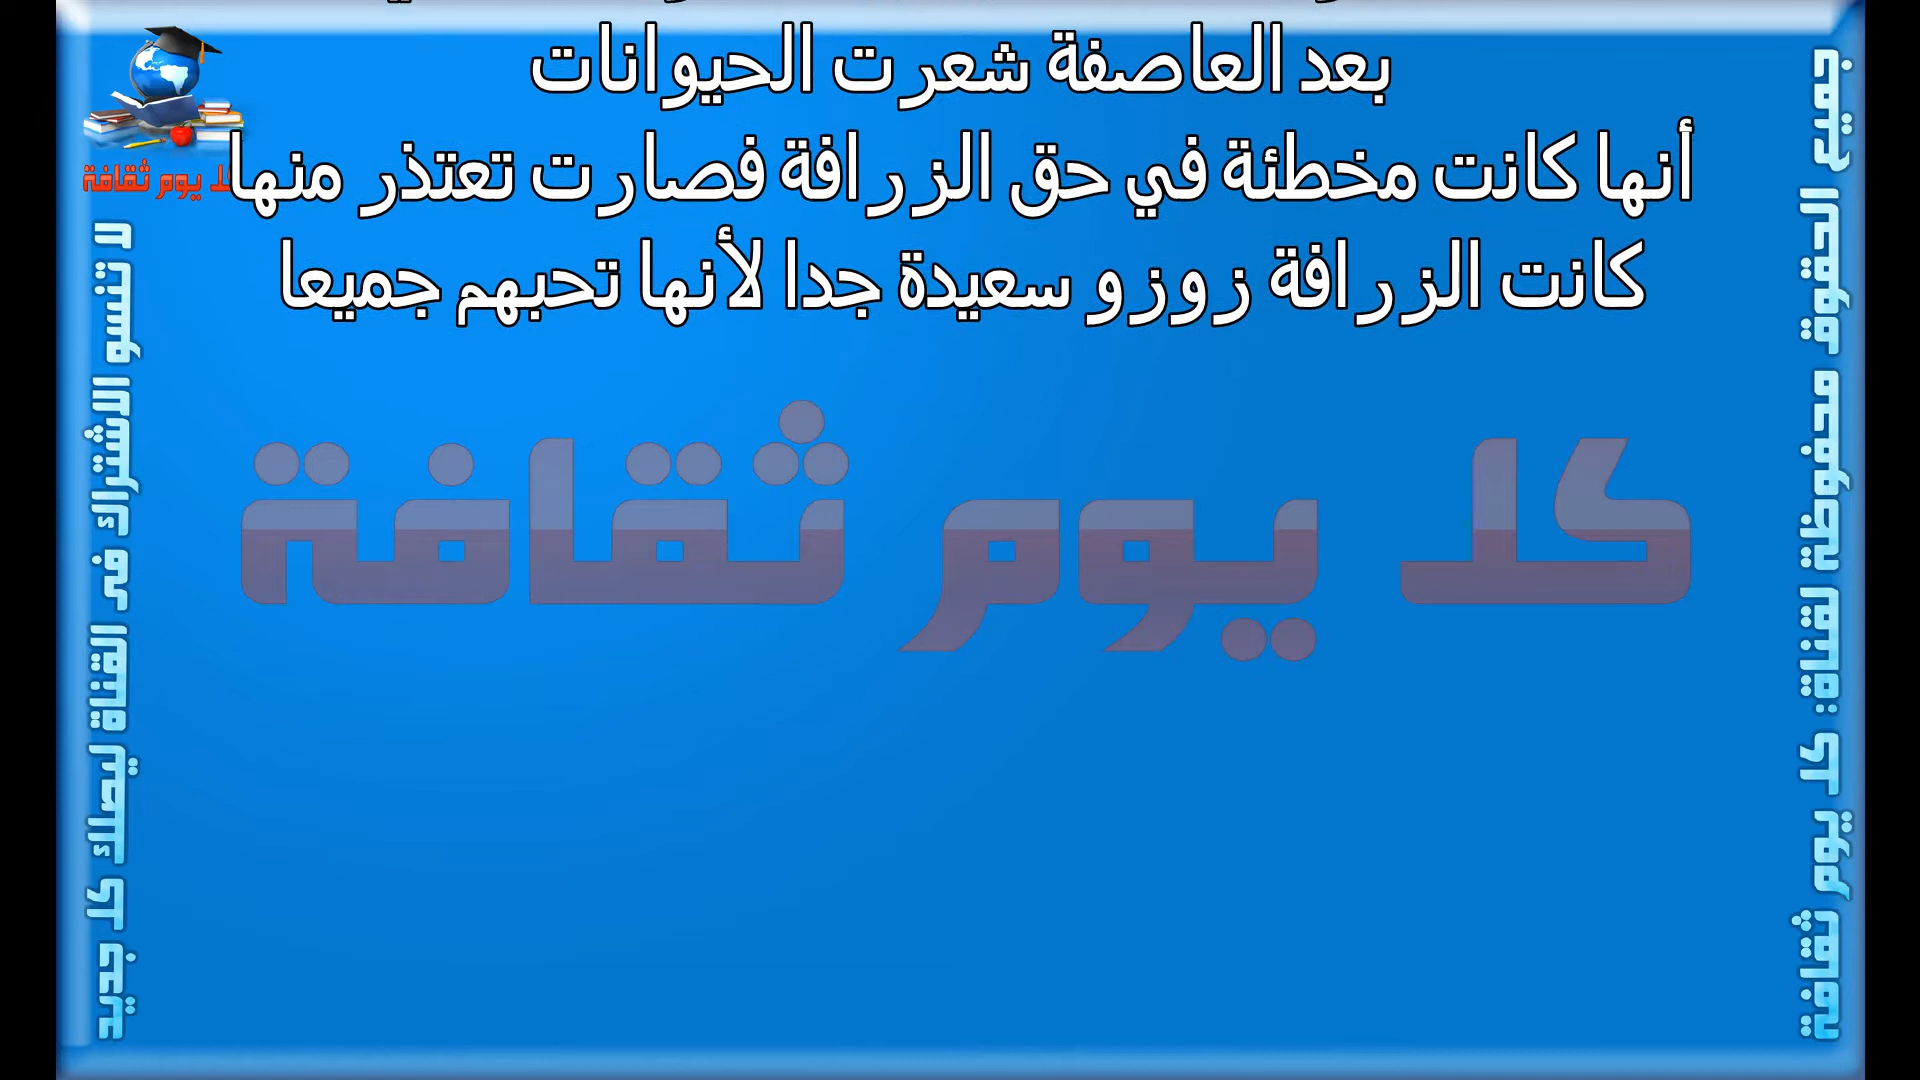 بعد العاصفة شعرت الحيوانات
أنها كانت مخطئة في حق الزرافة فصارت تعتذر منها
كانت الزرافة زوزو سعيدة جدا لأنها تحبهم جميعا
كل يوم ثقافة
كل يوم ثقافة
جميع الحقوق محفوظة لقناة: كل يوم ثقافة
لا تنسو الاشتراك فى القناة ليصلك كل جديد